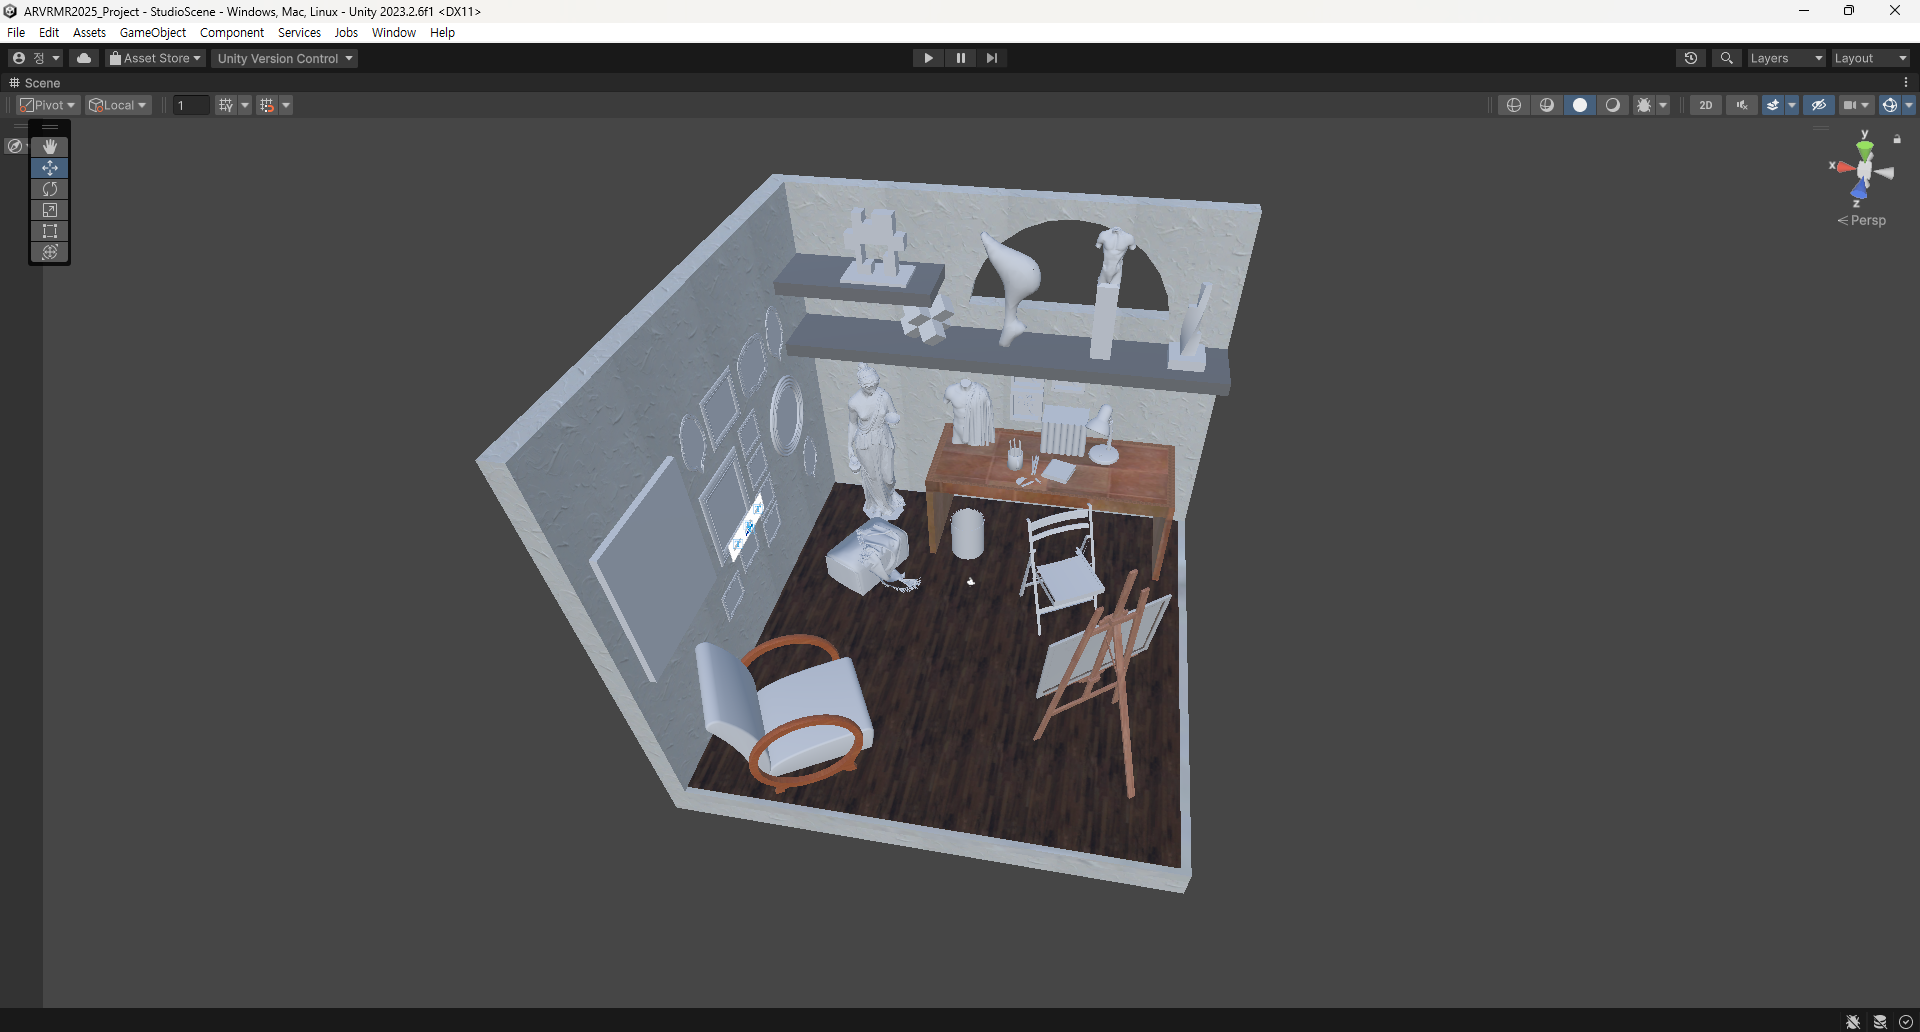 ARVRMR2025_Project - StudioScene - Windows, Mac, Linux - Unity 2023.2.6f1 <DX11>
File Edit Assets GameObject Component Services Jobs Window Help
정 Asset Store Unity Version Control Layers Layout
Scene
Pivot Local 1 2D
y
x
z
Persp